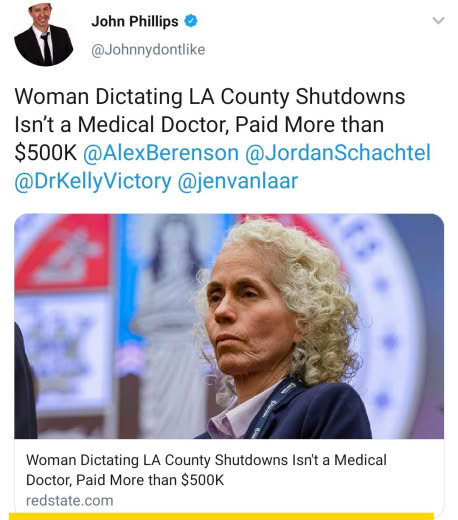 John Phillips
@Johnnydontlike
Woman Dictating LA County Shutdowns
Isn’t a Medical Doctor, Paid More than
$500K @AlexBerenson @JordanSchachtel
@DrKellyVictory @jenvanlaar
Woman Dictating LA County Shutdowns Isn't a Medical
Doctor, Paid More than $500K
redstate.com